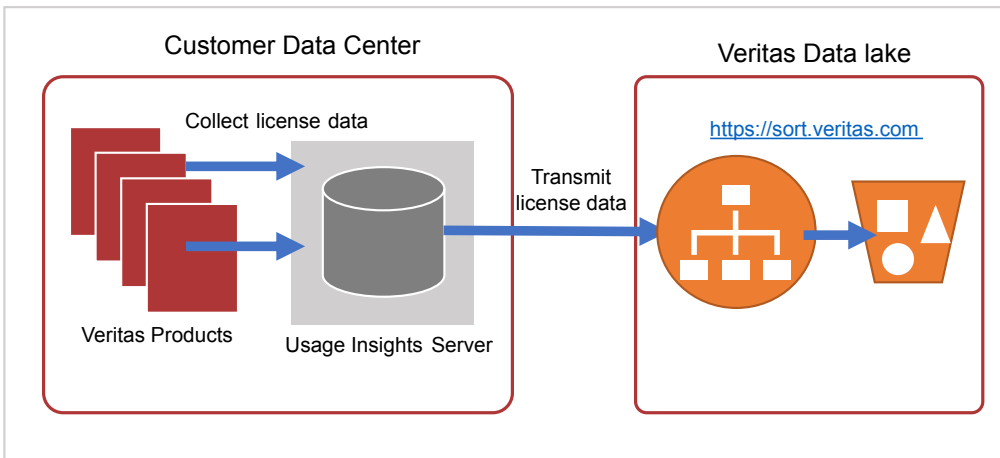 Customer Data Center
Veritas Data lake
Collect license data
https://sort.veritas.com
Transmit
license data
Veritas Products
Usage Insights Server